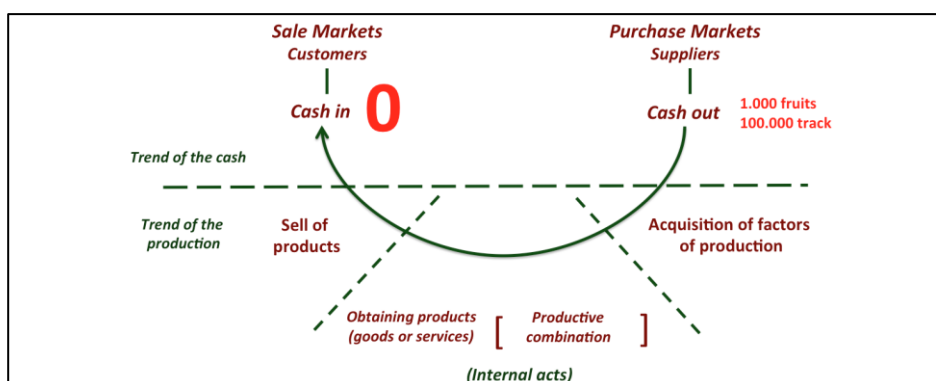 Sale Markets
Customers
Purchase Markets
Suppliers
Cash in
0
Cash out
1.000 fruits
100.000 track
Trend of the cash
Trend of the
production
Sell of
products
Acquisition of factors
of production
Obtaining products
(goods or services)
[ Productive
combination ]
(Internal acts)